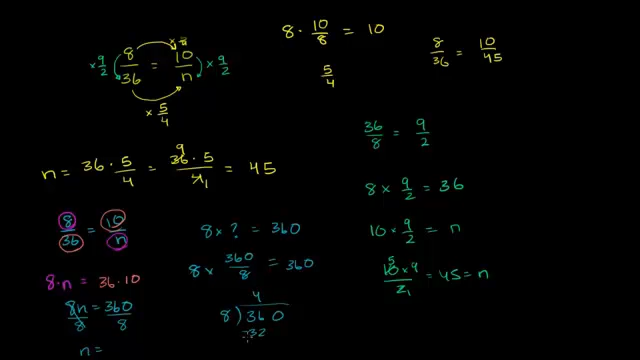 ×9/2 8/36 = 10/n ×9/2
×5/4
8 · 10/8 = 10
5/4
8/36 = 10/45
n = 36 · 5/4 = 36 · 5/4 = 45
9 1
36/8 = 9/2
8 × 9/2 = 36
10 × 9/2 = n
10 × 9/2 = 45 = n
5 1
8/36 = 10/n
8 · n = 36 · 10
8n/8 = 360/8
n =
8 × ? = 360
8 × 360/8 = 360
4
8 ) 360
32